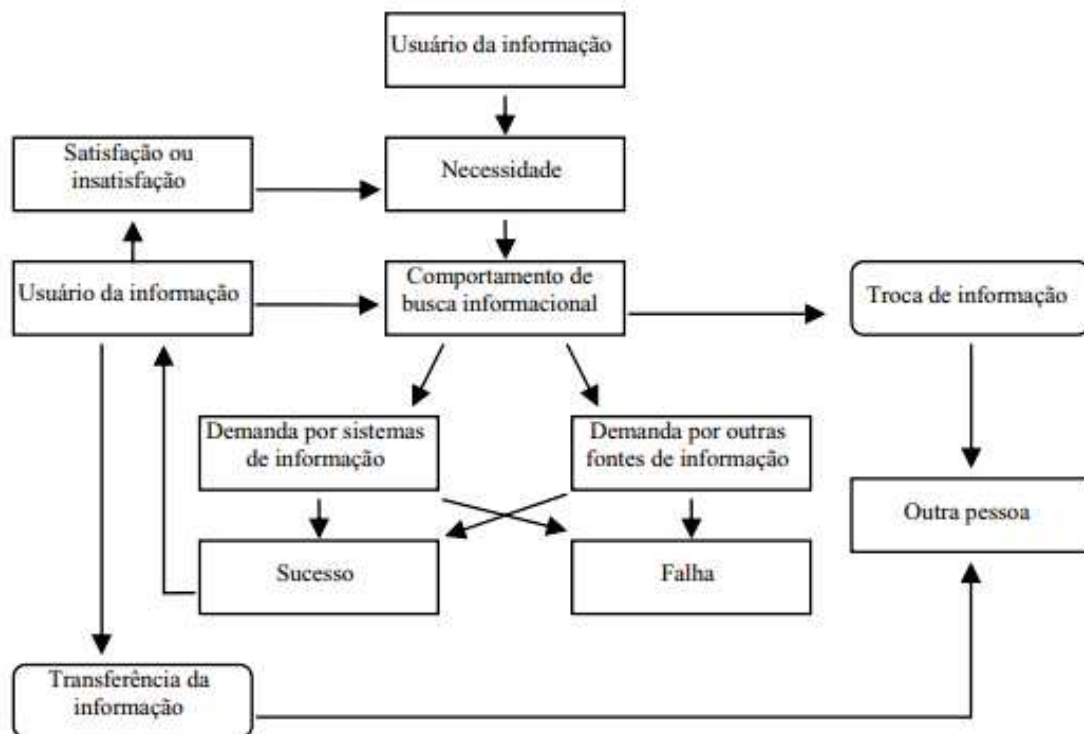 Usuário da informação
Satisfação ou
insatisfação
Necessidade
Usuário da informação
Comportamento de
busca informacional
Troca de informação
Demanda por sistemas
de informação
Demanda por outras
fontes de informação
Outra pessoa
Sucesso
Falha
Transferência da
informação